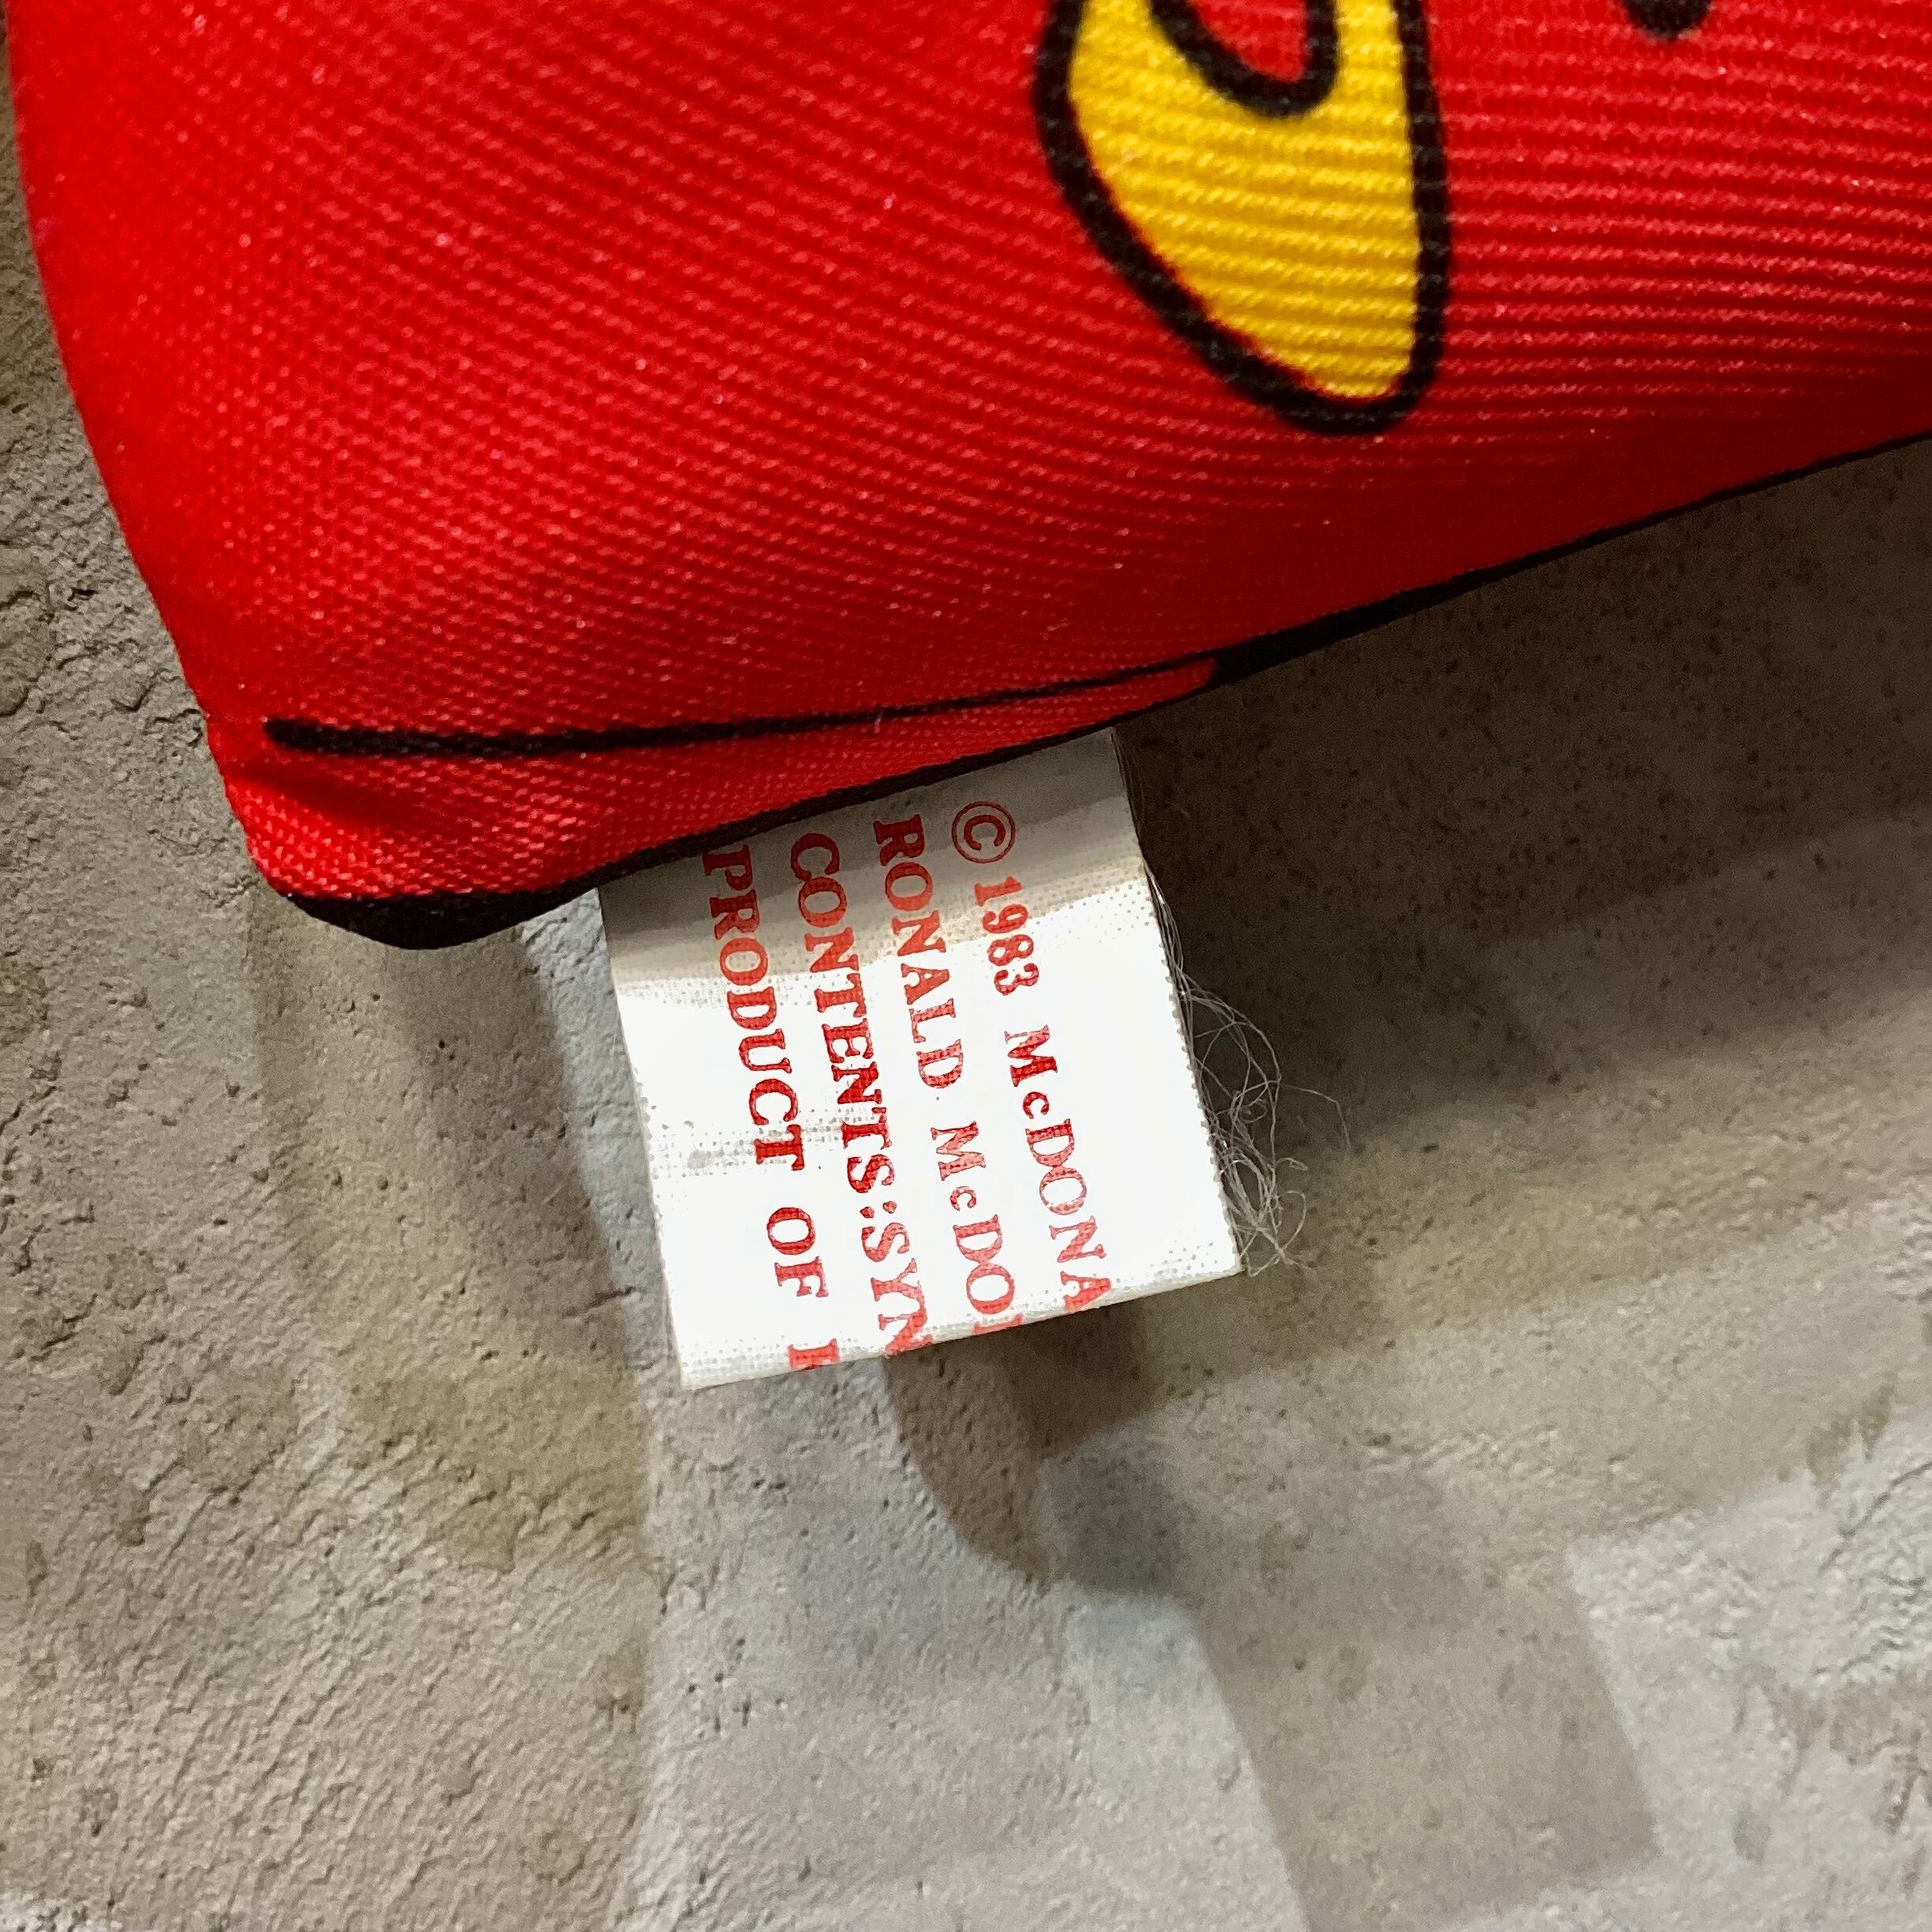 © 1983 McDONA
RONALD McDO
CONTENTS:SYN
PRODUCT OF